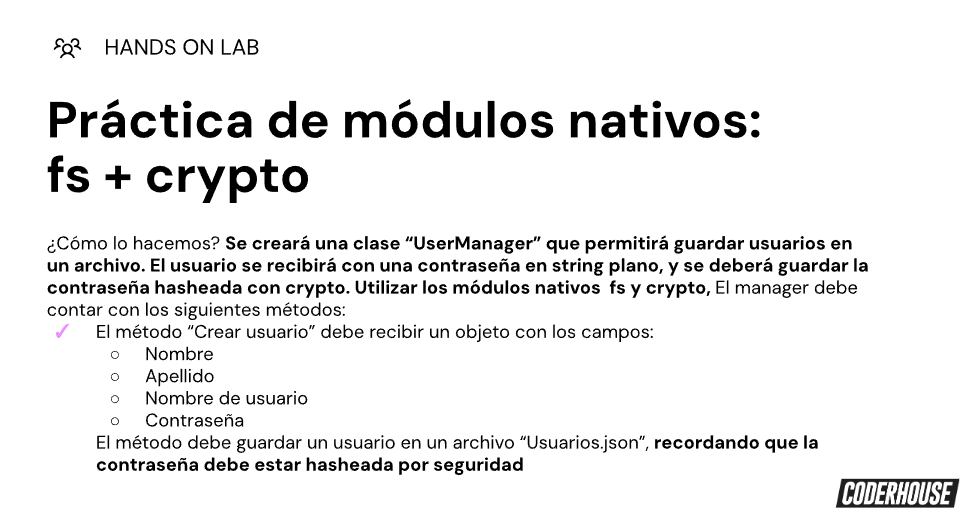 HANDS ON LAB
Práctica de módulos nativos:
fs + crypto
¿Cómo lo hacemos? Se creará una clase “UserManager” que permitirá guardar usuarios en
un archivo. El usuario se recibirá con una contraseña en string plano, y se deberá guardar la
contraseña hasheada con crypto. Utilizar los módulos nativos fs y crypto, El manager debe
contar con los siguientes métodos:
✓ El método “Crear usuario” debe recibir un objeto con los campos:
○ Nombre
○ Apellido
○ Nombre de usuario
○ Contraseña
El método debe guardar un usuario en un archivo “Usuarios.json”, recordando que la
contraseña debe estar hasheada por seguridad
CODERHOUSE